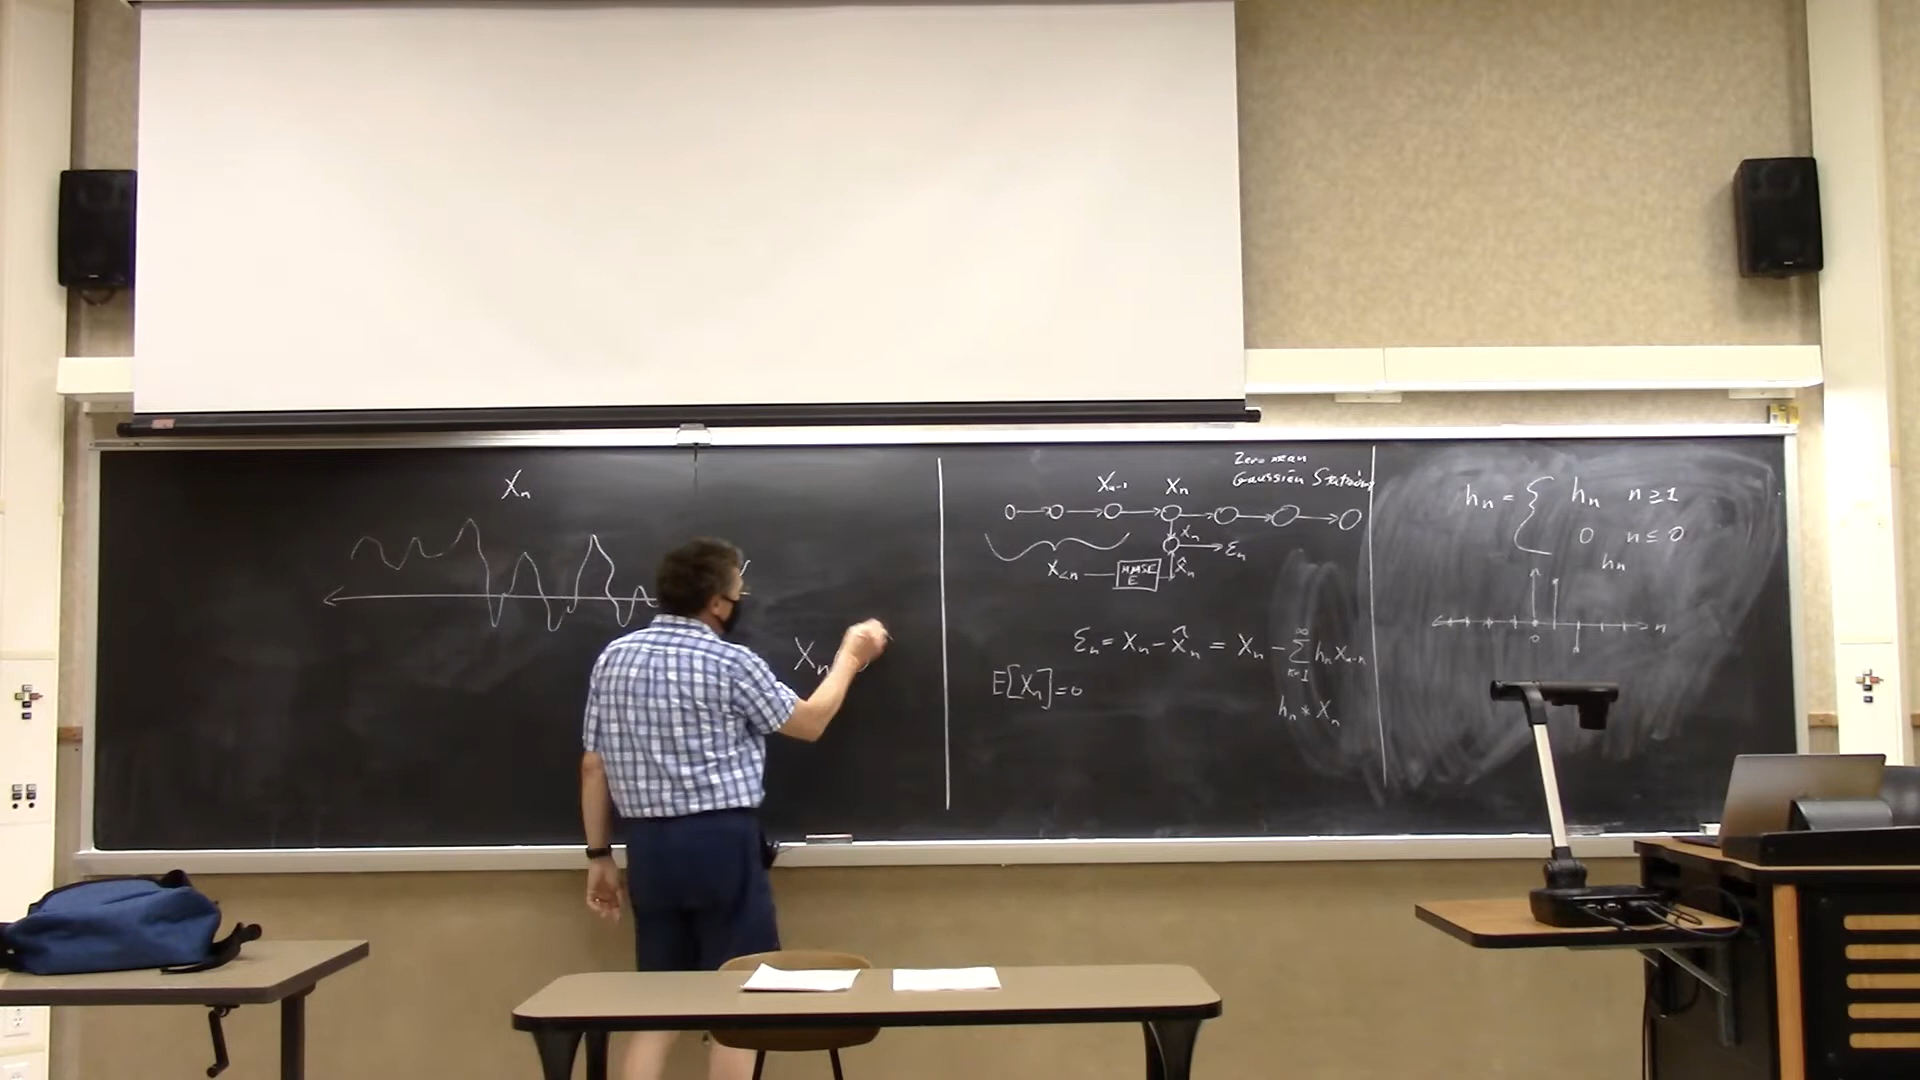 Xₙ
Xₙ
Zero mean
Gaussian
Xₙ₋₁ Xₙ
Xₙ
εₙ
X<ₙ MMSE E X̂ₙ
εₙ = Xₙ - X̂ₙ = Xₙ - ∑_{k=1}^{∞} hₖ Xₙ₋ₖ
E[Xₙ] = 0
hₙ * Xₙ
hₙ = { hₙ n ≥ 1
0 n ≤ 0
hₙ
n
0